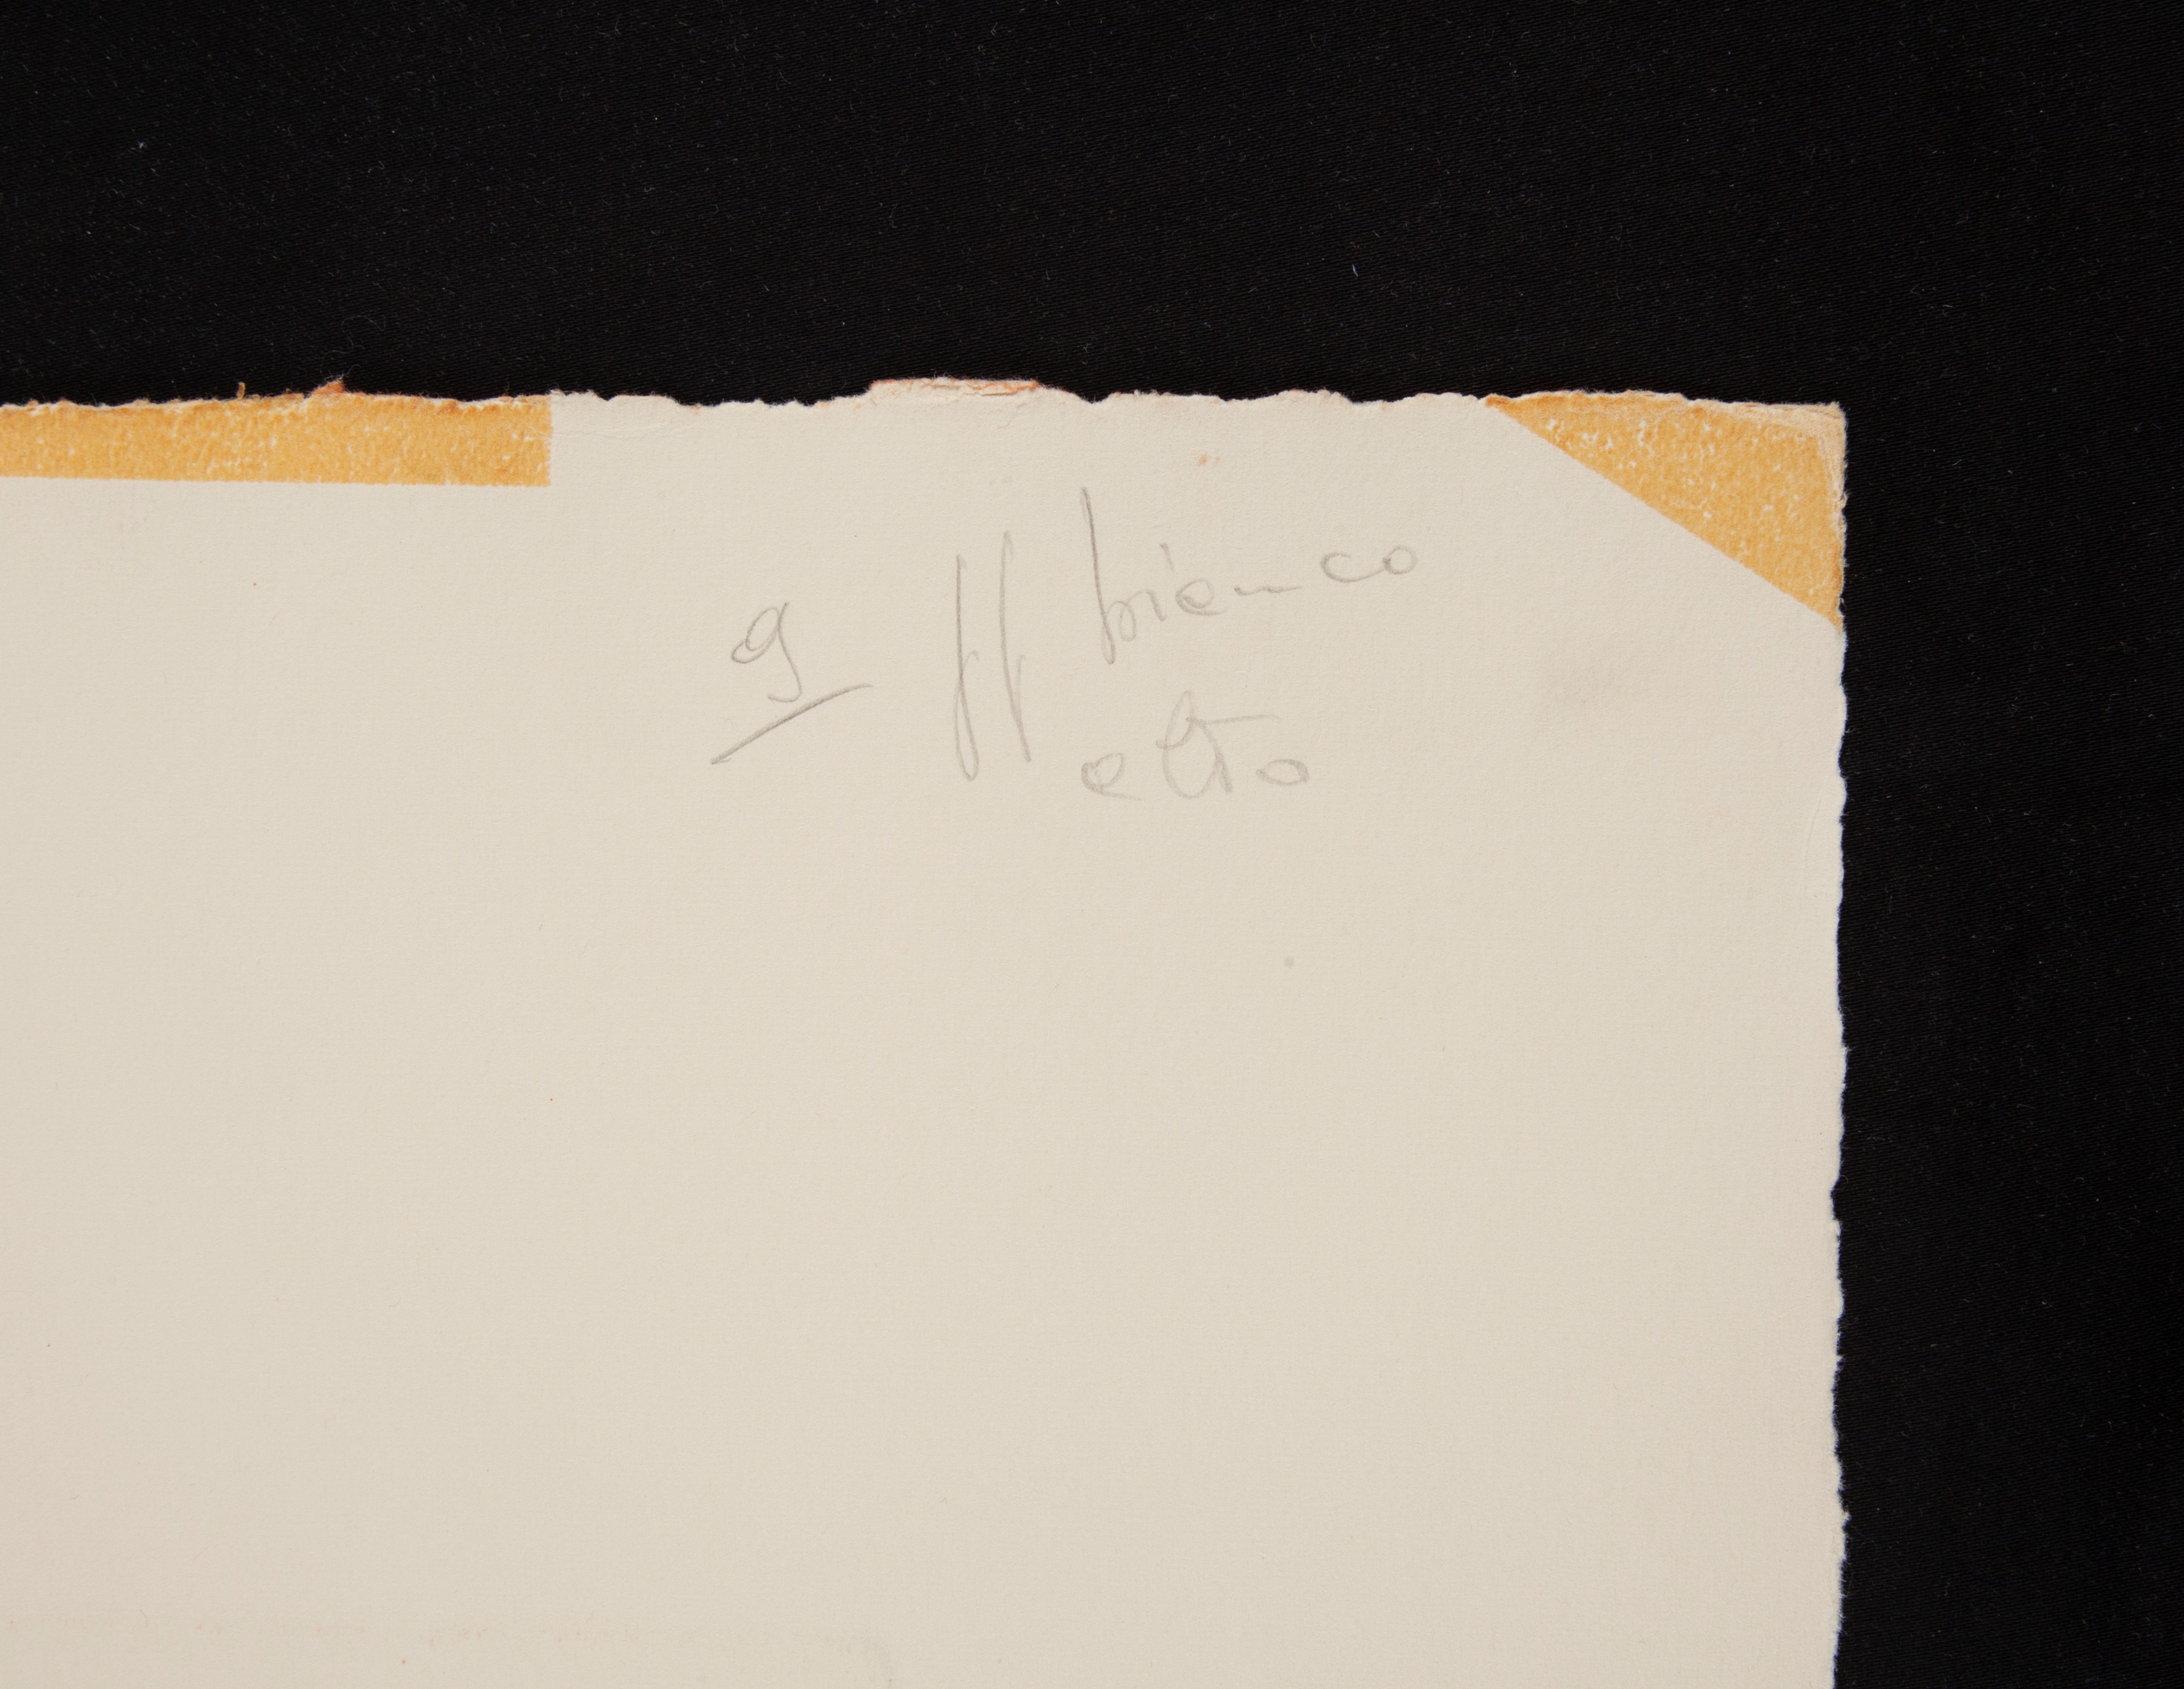 9 ff bianco
alto